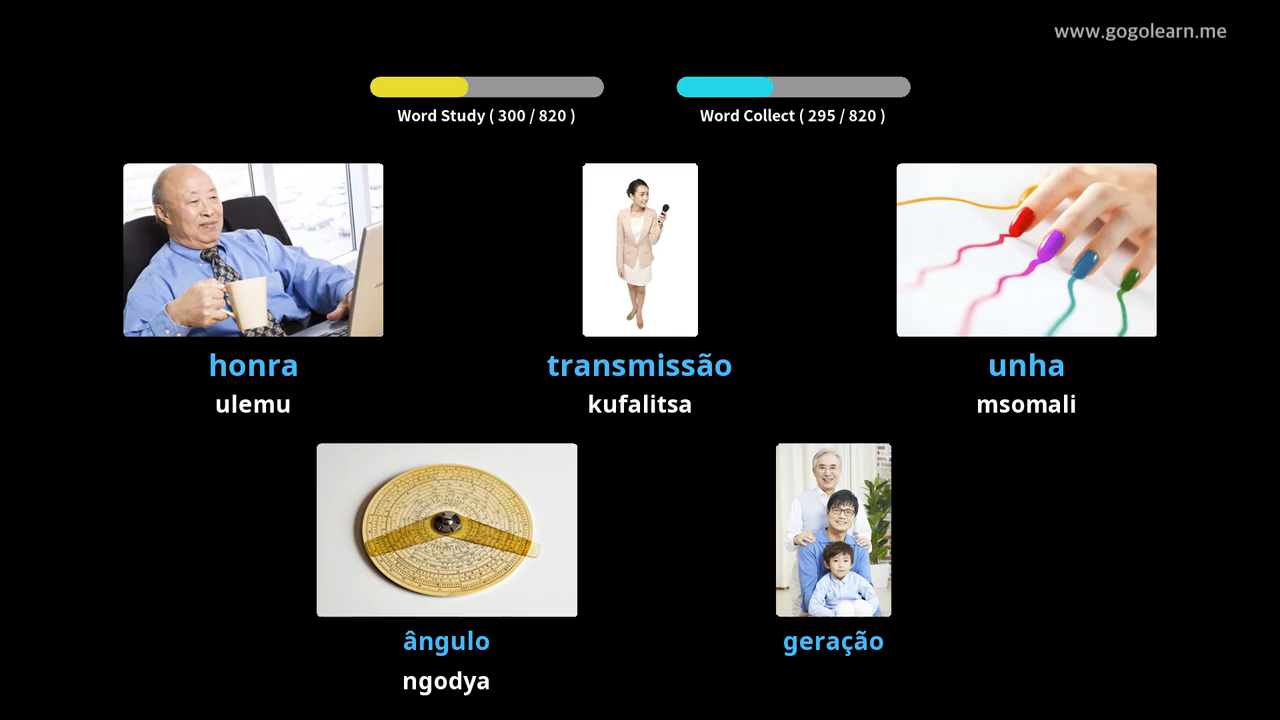 www.gogolearn.me
Word Study ( 300 / 820 )
Word Collect ( 295 / 820 )
honra
ulemu
transmissão
kufalitsa
unha
msomali
ângulo
ngodya
geração